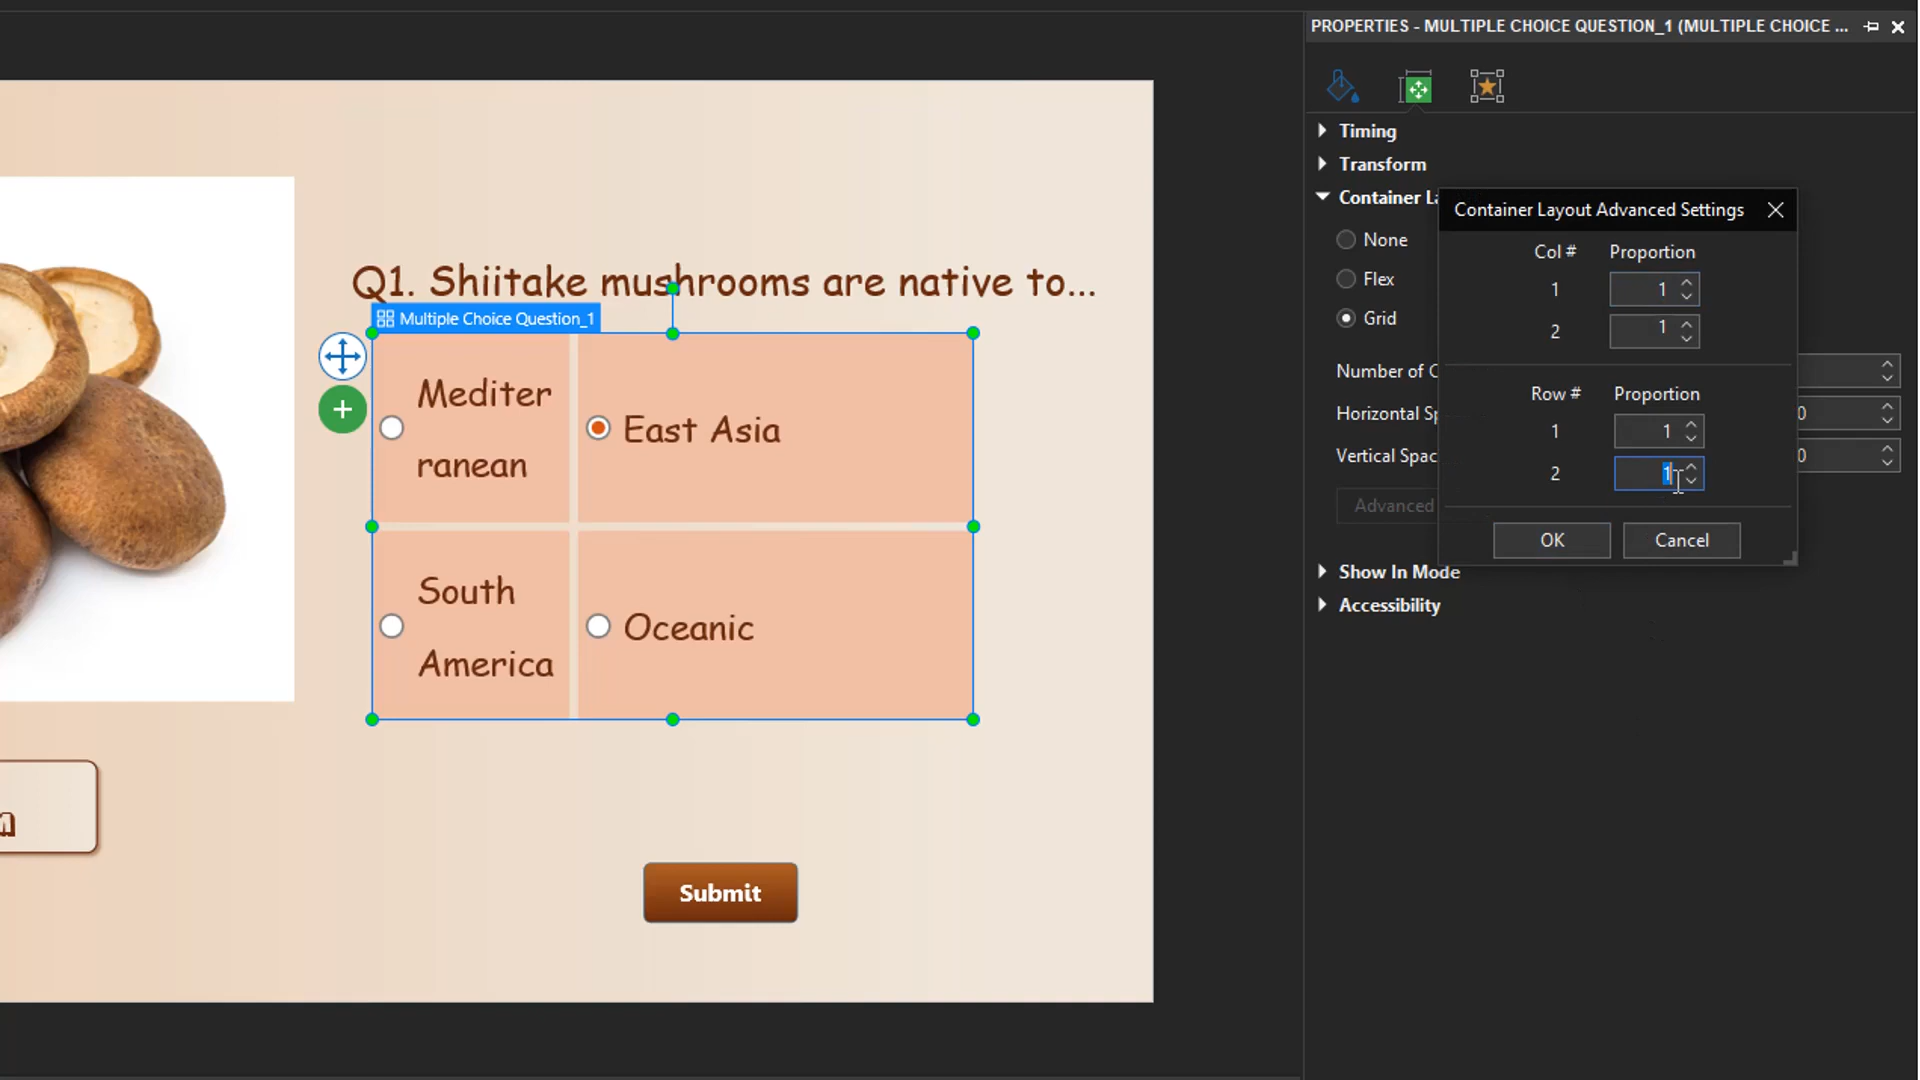 PROPERTIES - MULTIPLE CHOICE QUESTION_1 (MULTIPLE CHOICE ...
Timing
Transform
Container La
Container Layout Advanced Settings
None
Flex
Grid
Col # Proportion
1 1
2 1
Number of C
Row # Proportion
Horizontal Sp 0
1 1
Vertical Spac 0
2 1
Advanced
OK Cancel
Show In Mode
Accessibility
Q1. Shiitake mushrooms are native to...
Multiple Choice Question_1
Mediter
ranean
East Asia
South
America
Oceanic
Submit